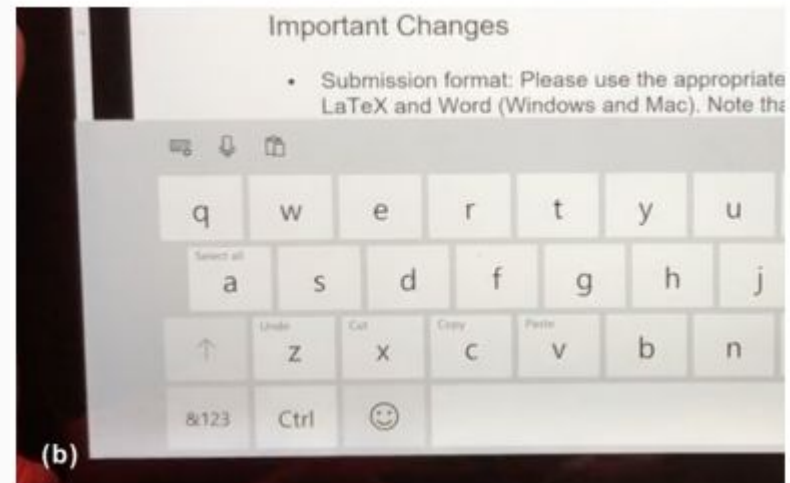 Important Changes
• Submission format: Please use the appropriate
LaTeX and Word (Windows and Mac). Note tha
q w e r t y u
Select all
a s d f g h j
Undo Cut Copy Paste
↑ z x c v b n
&123 Ctrl
(b)